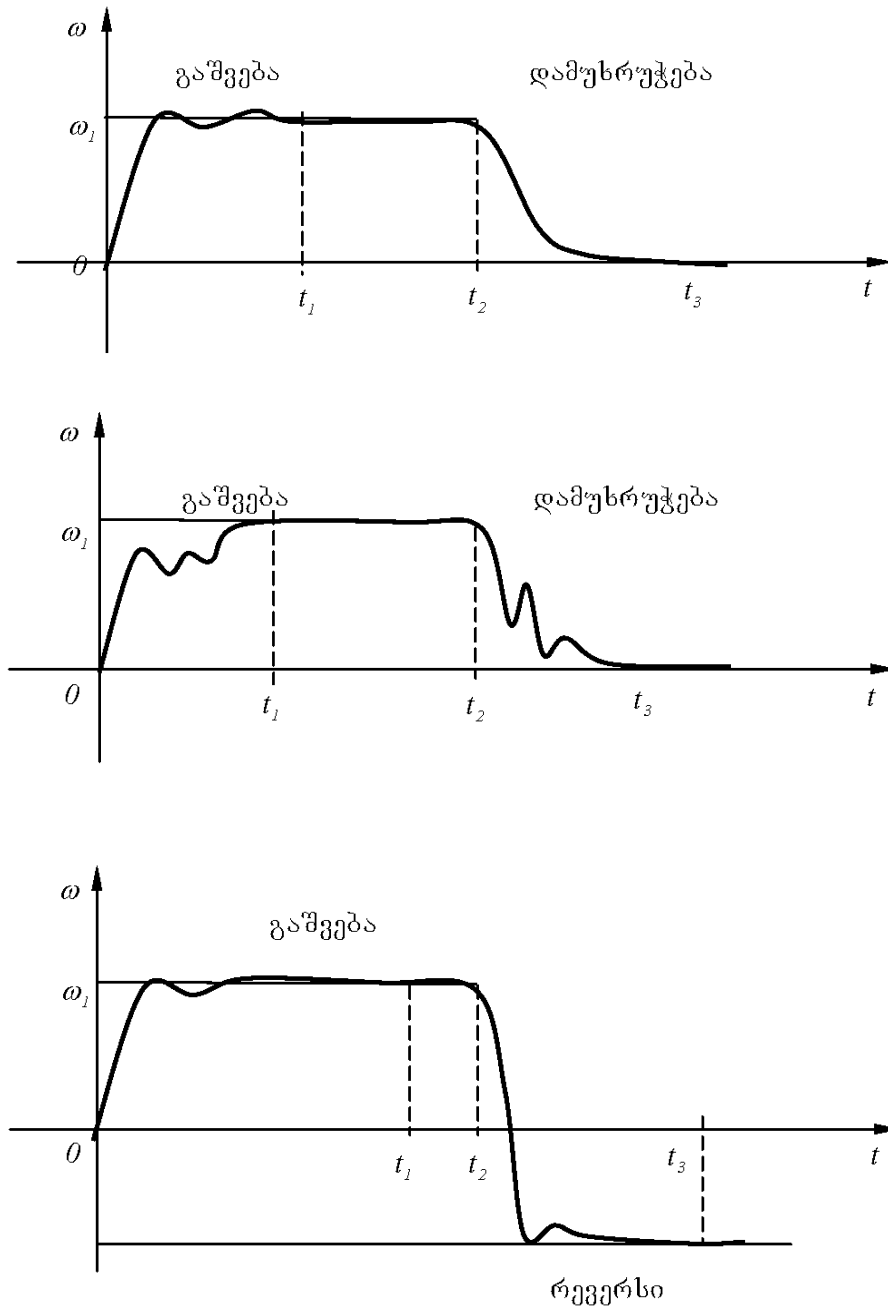 ω
გაშვება დამუხრუჭება
ω₁
0
t₁ t₂ t₃ t
ω
გაშვება დამუხრუჭება
ω₁
0 t₁ t₂ t₃ t
ω
გაშვება
ω₁
0 t₁ t₂ t₃ t
რევერსი